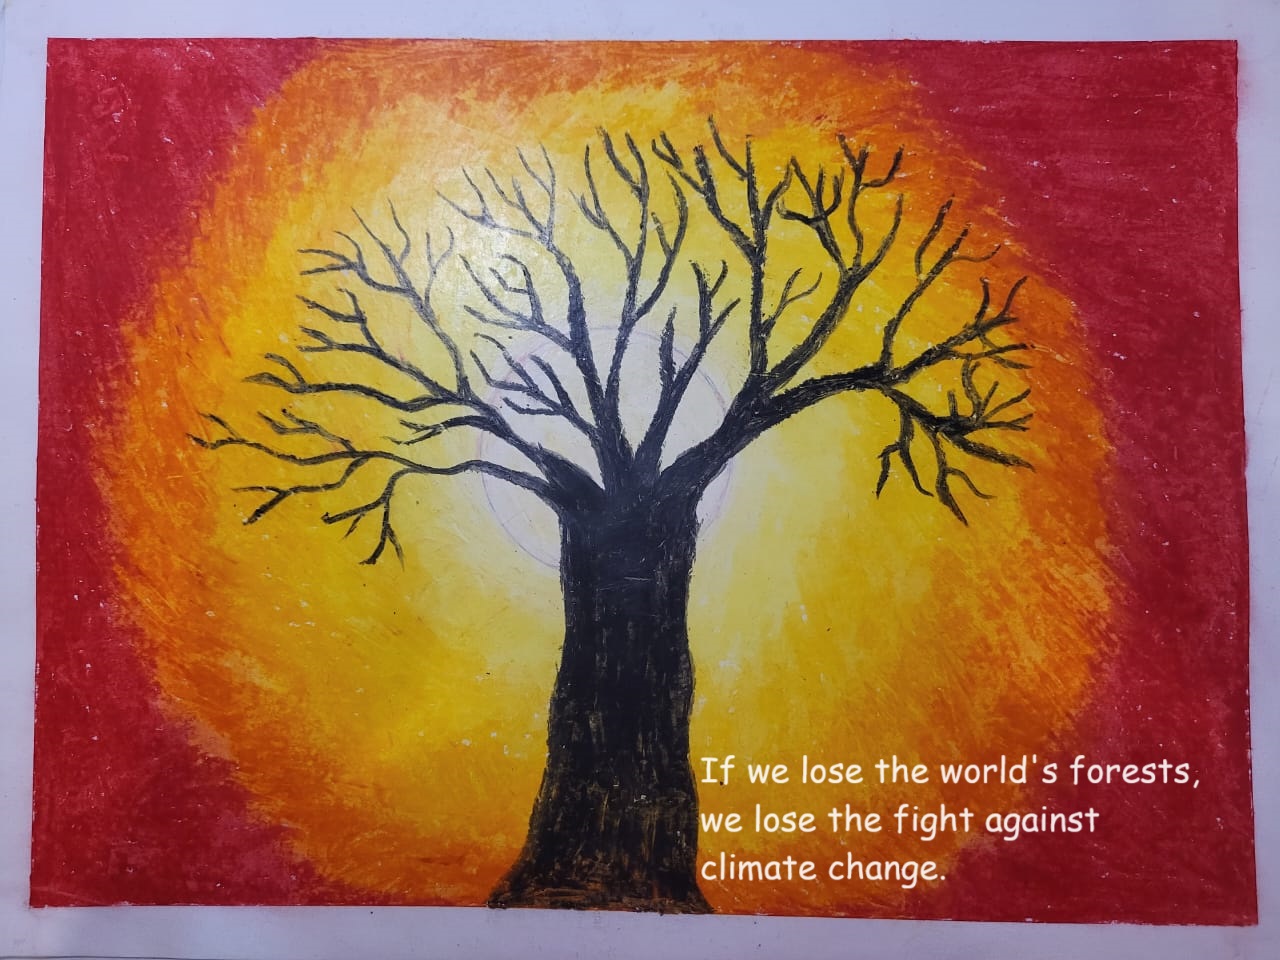 If we lose the world's forests,
we lose the fight against
climate change.